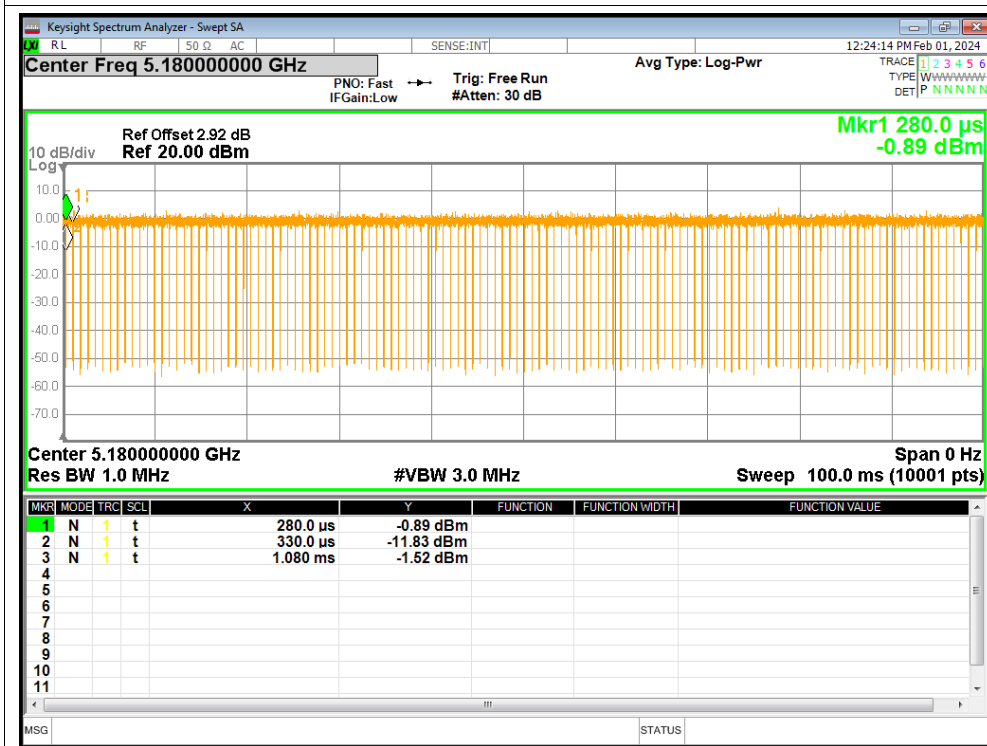 Keysight Spectrum Analyzer - Swept SA
LXI RL RF 50 Ω AC SENSE:INT 12:24:14 PM Feb 01, 2024
Center Freq 5.180000000 GHz Avg Type: Log-Pwr TRACE 1 2 3 4 5 6
PNO: Fast Trig: Free Run TYPE WWWWWW
IFGain:Low #Atten: 30 dB DET P N N N N N
Mkr1 280.0 µs
Ref Offset 2.92 dB
10 dB/div Ref 20.00 dBm -0.89 dBm
Log
10.0
0.00
-10.0
-20.0
-30.0
-40.0
-50.0
-60.0
-70.0
1
Center 5.180000000 GHz Span 0 Hz
Res BW 1.0 MHz #VBW 3.0 MHz Sweep 100.0 ms (10001 pts)
MKR MODE TRC SCL X Y FUNCTION FUNCTION WIDTH FUNCTION VALUE
1 N 1 t 280.0 µs -0.89 dBm
2 N 1 t 330.0 µs -11.83 dBm
3 N 1 t 1.080 ms -1.52 dBm
4
5
6
7
8
9
10
11
MSG STATUS